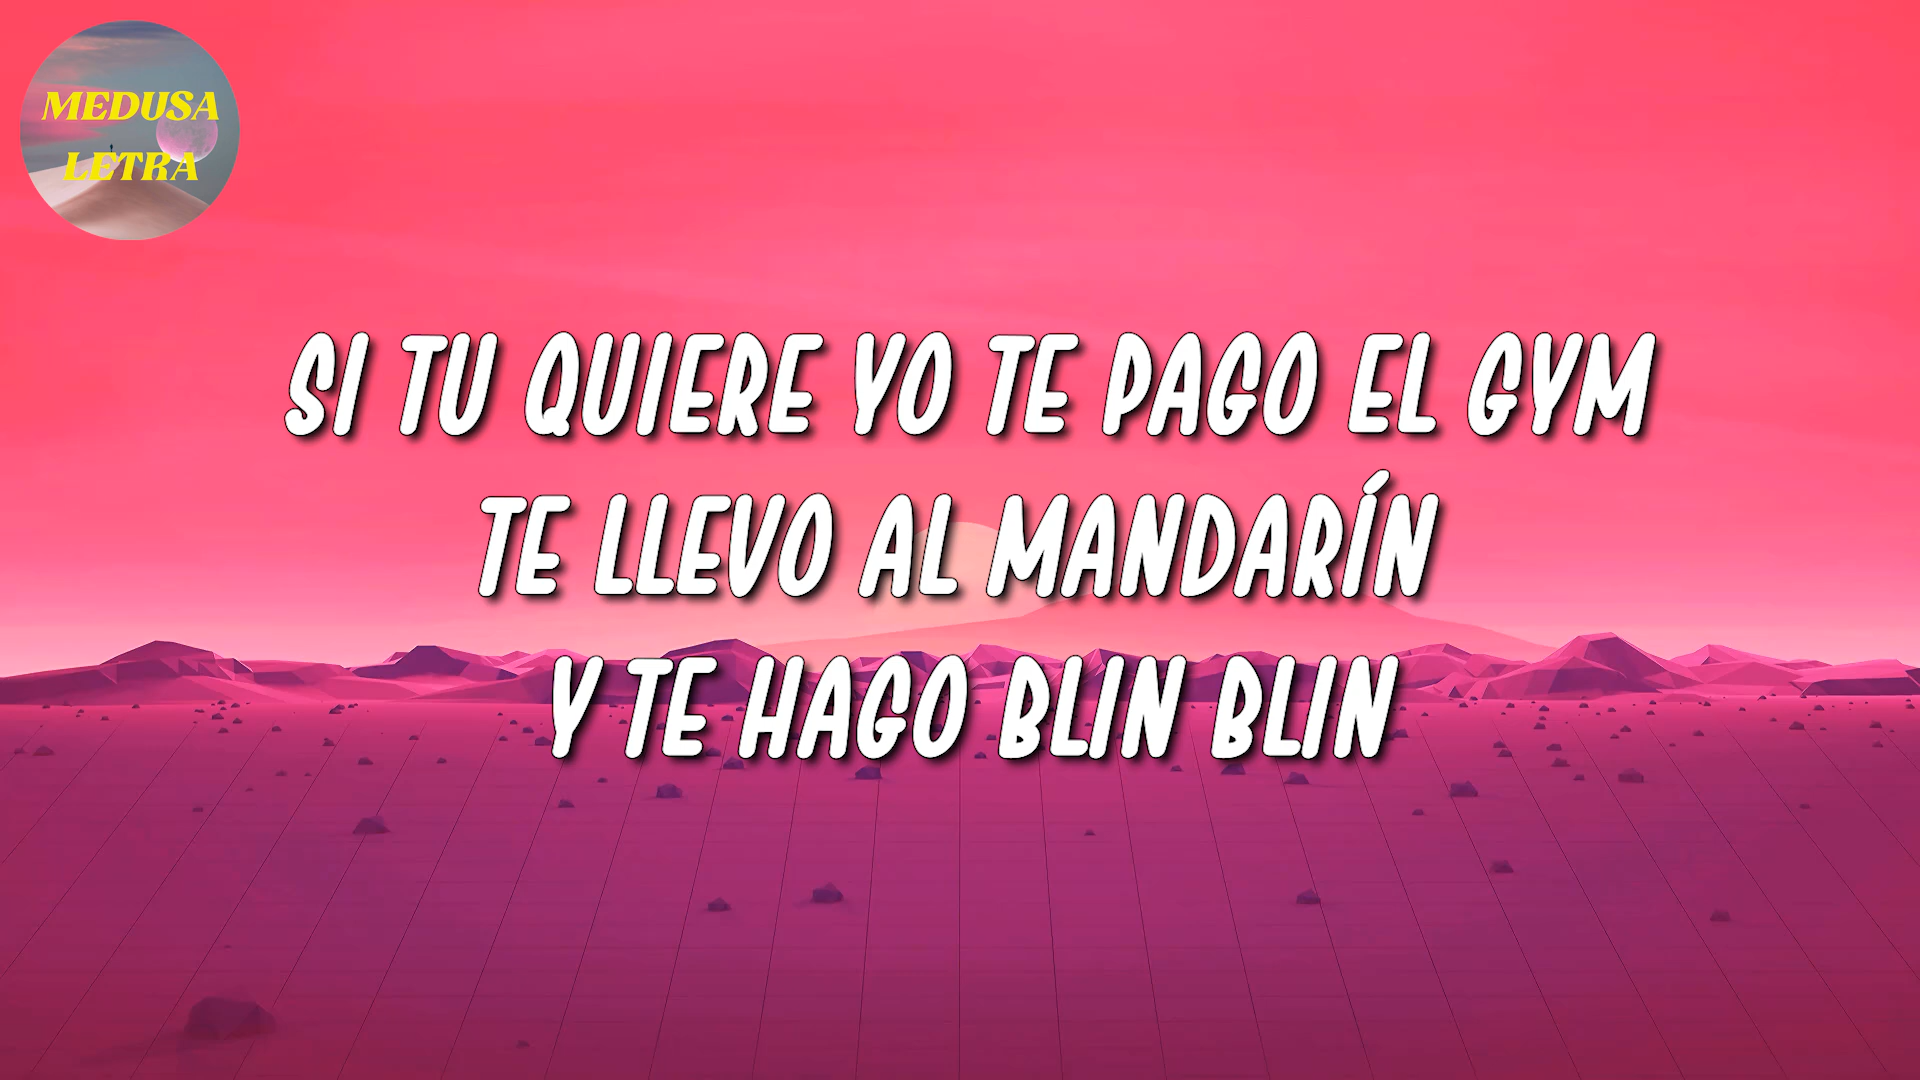 MEDUSA
LETRA
SI TU QUIERE YO TE PAGO EL GYM
TE LLEVO AL MANDARÍN
Y TE HAGO BLIN BLIN